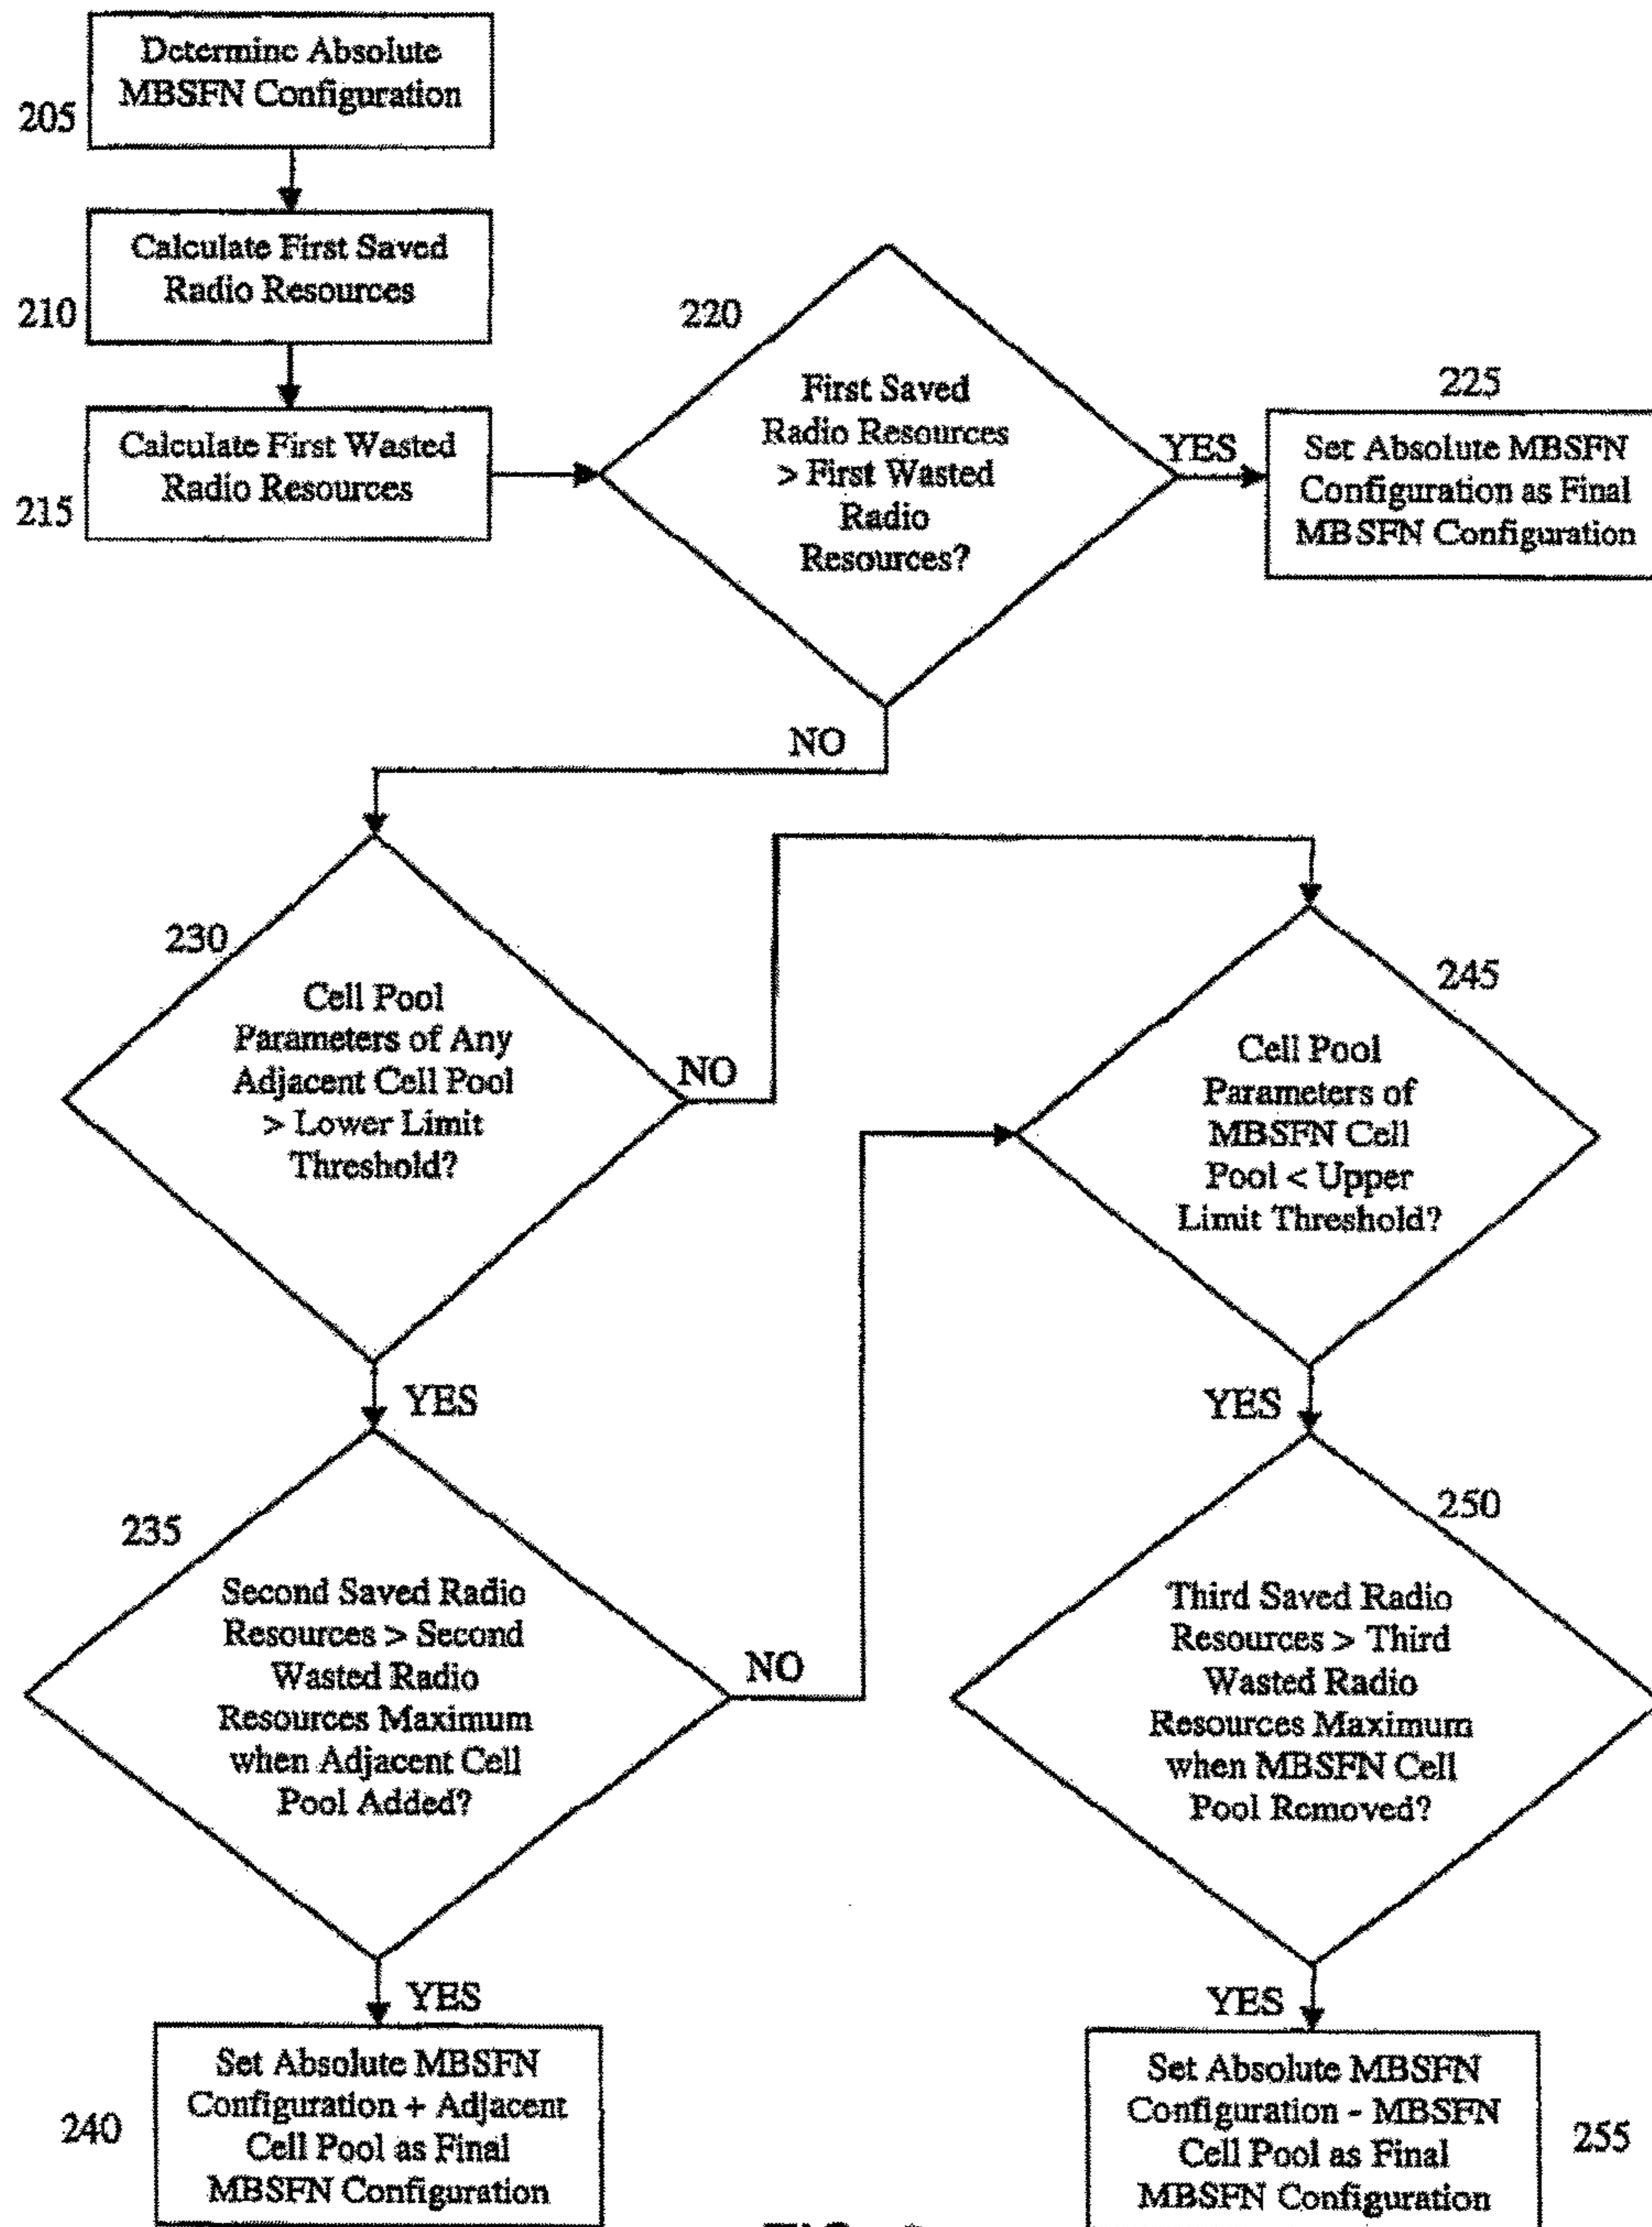 Determine Absolute
MBSFN Configuration
205
Calculate First Saved
Radio Resources
210
Calculate First Wasted
Radio Resources
215
220
First Saved
Radio Resources
> First Wasted
Radio
Resources?
YES
225
Set Absolute MBSFN
Configuration as Final
MBSFN Configuration
NO
230
Cell Pool
Parameters of Any
Adjacent Cell Pool
> Lower Limit
Threshold?
NO
245
Cell Pool
Parameters of
MBSFN Cell
Pool < Upper
Limit Threshold?
YES
YES
235
Second Saved Radio
Resources > Second
Wasted Radio
Resources Maximum
when Adjacent Cell
Pool Added?
NO
250
Third Saved Radio
Resources > Third
Wasted Radio
Resources Maximum
when MBSFN Cell
Pool Removed?
YES
YES
240
Set Absolute MBSFN
Configuration + Adjacent
Cell Pool as Final
MBSFN Configuration
Set Absolute MBSFN
Configuration - MBSFN
Cell Pool as Final
MBSFN Configuration
255